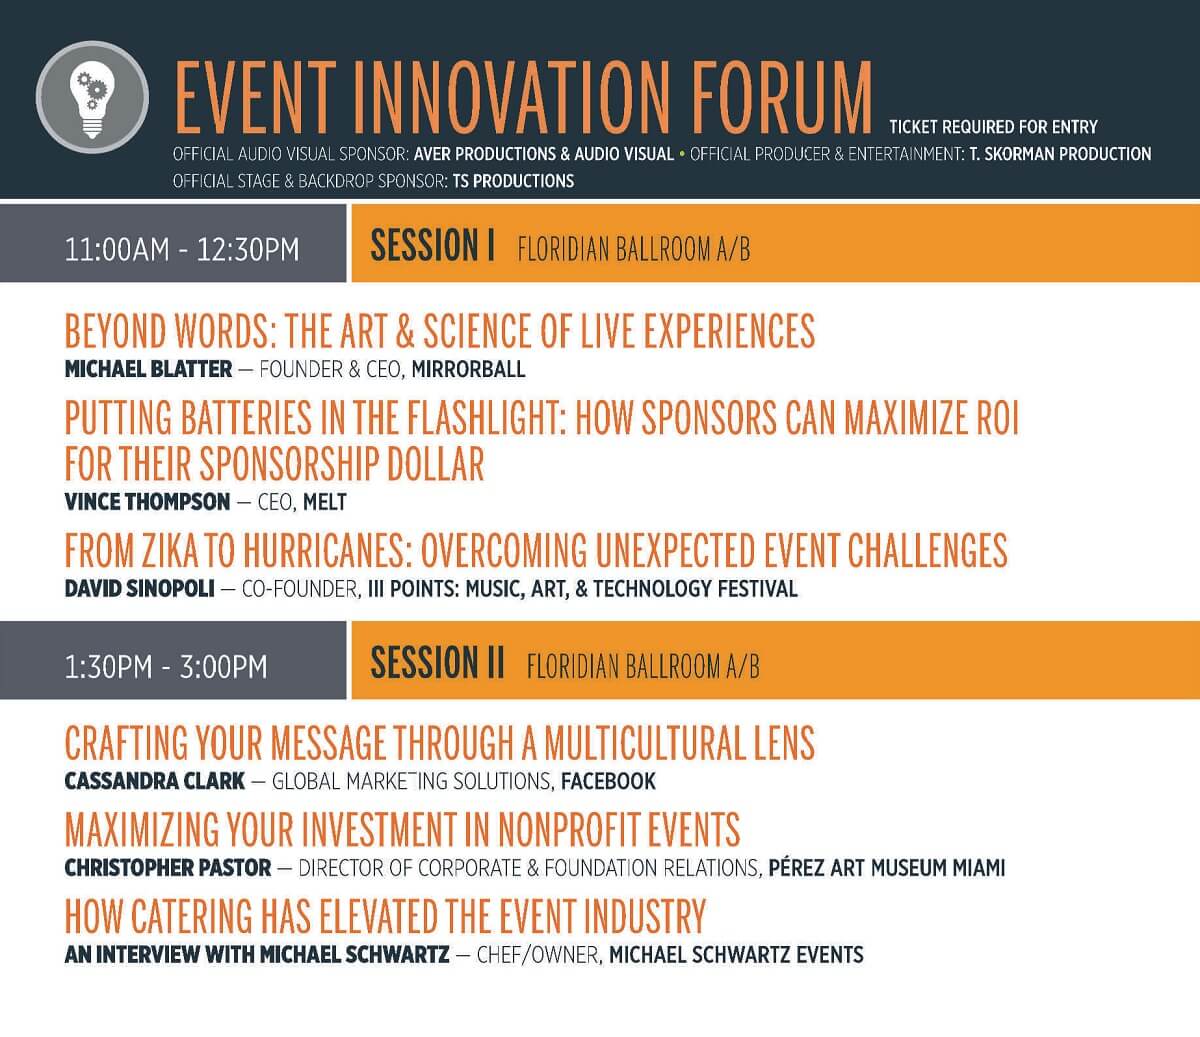 EVENT INNOVATION FORUM TICKET REQUIRED FOR ENTRY
OFFICIAL AUDIO VISUAL SPONSOR: AVER PRODUCTIONS & AUDIO VISUAL • OFFICIAL PRODUCER & ENTERTAINMENT: T. SKORMAN PRODUCTION
OFFICIAL STAGE & BACKDROP SPONSOR: TS PRODUCTIONS
11:00AM - 12:30PM SESSION I FLORIDIAN BALLROOM A/B
BEYOND WORDS: THE ART & SCIENCE OF LIVE EXPERIENCES
MICHAEL BLATTER — FOUNDER & CEO, MIRRORBALL
PUTTING BATTERIES IN THE FLASHLIGHT: HOW SPONSORS CAN MAXIMIZE ROI
FOR THEIR SPONSORSHIP DOLLAR
VINCE THOMPSON — CEO, MELT
FROM ZIKA TO HURRICANES: OVERCOMING UNEXPECTED EVENT CHALLENGES
DAVID SINOPOLI — CO-FOUNDER, III POINTS: MUSIC, ART, & TECHNOLOGY FESTIVAL
1:30PM - 3:00PM SESSION II FLORIDIAN BALLROOM A/B
CRAFTING YOUR MESSAGE THROUGH A MULTICULTURAL LENS
CASSANDRA CLARK — GLOBAL MARKETING SOLUTIONS, FACEBOOK
MAXIMIZING YOUR INVESTMENT IN NONPROFIT EVENTS
CHRISTOPHER PASTOR — DIRECTOR OF CORPORATE & FOUNDATION RELATIONS, PÉREZ ART MUSEUM MIAMI
HOW CATERING HAS ELEVATED THE EVENT INDUSTRY
AN INTERVIEW WITH MICHAEL SCHWARTZ — CHEF/OWNER, MICHAEL SCHWARTZ EVENTS